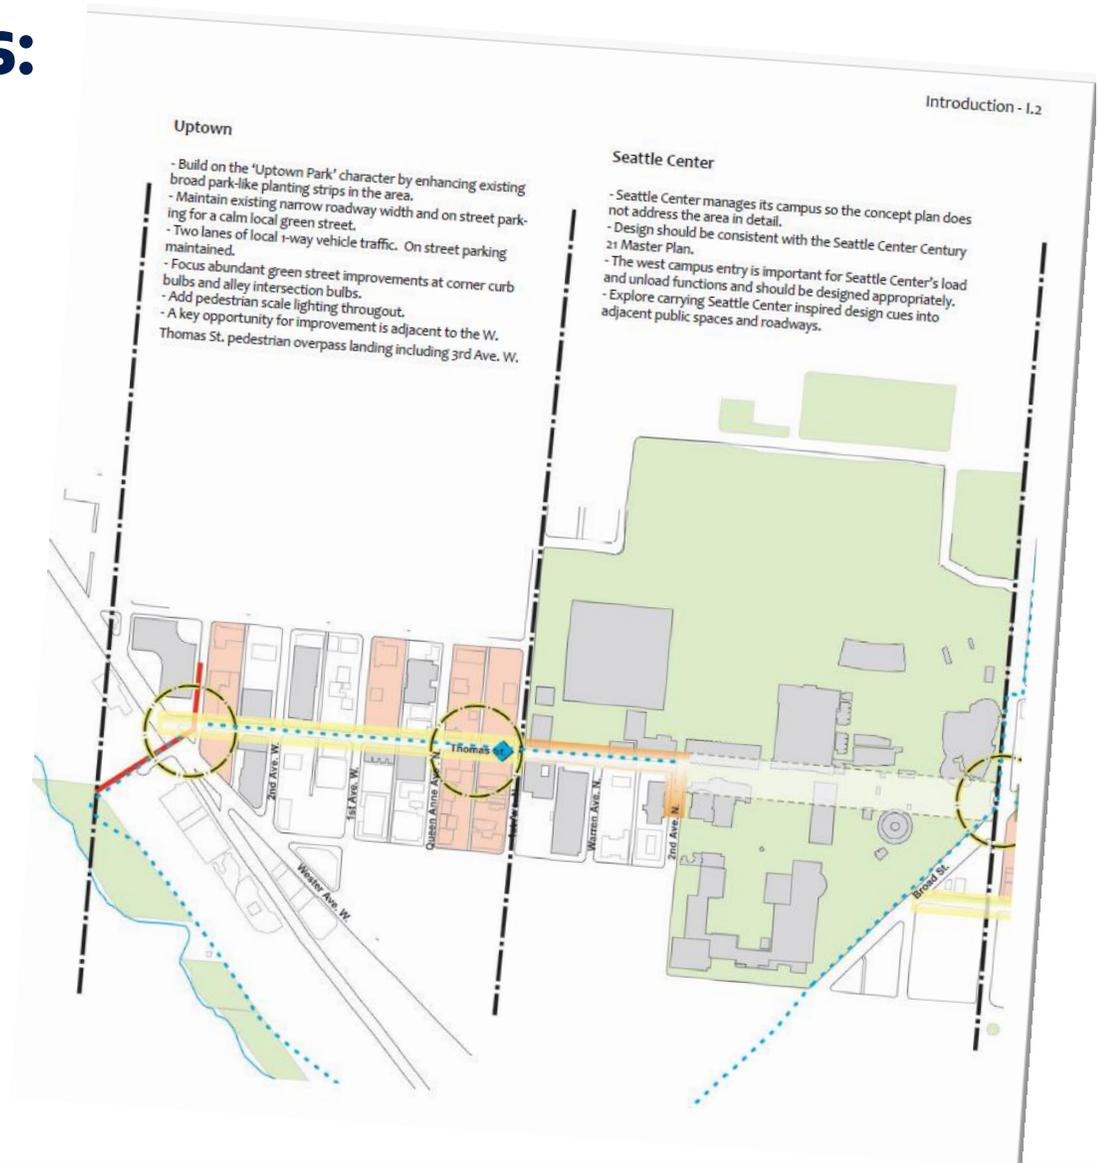 s:
Introduction - I.2
Uptown
- Build on the ‘Uptown Park’ character by enhancing existing
broad park-like planting strips in the area.
- Maintain existing narrow roadway width and on street park-
ing for a calm local green street.
- Two lanes of local 1-way vehicle traffic.  On street parking
maintained.
- Focus abundant green street improvements at corner curb
bulbs and alley intersection bulbs.
- Add pedestrian scale lighting througout.
- A key opportunity for improvement is adjacent to the W.
Thomas St. pedestrian overpass landing including 3rd Ave. W.
Seattle Center
- Seattle Center manages its campus so the concept plan does
not address the area in detail.
- Design should be consistent with the Seattle Center Century
21 Master Plan.
- The west campus entry is important for Seattle Center’s load
and unload functions and should be designed appropriately.
- Explore carrying Seattle Center inspired design cues into
adjacent public spaces and roadways.
Thomas St.
2nd Ave. W.
1st Ave. W.
Queen Anne Ave. N.
Warren Ave. N.
2nd Ave. N.
Wester Ave. W.
Broad St.